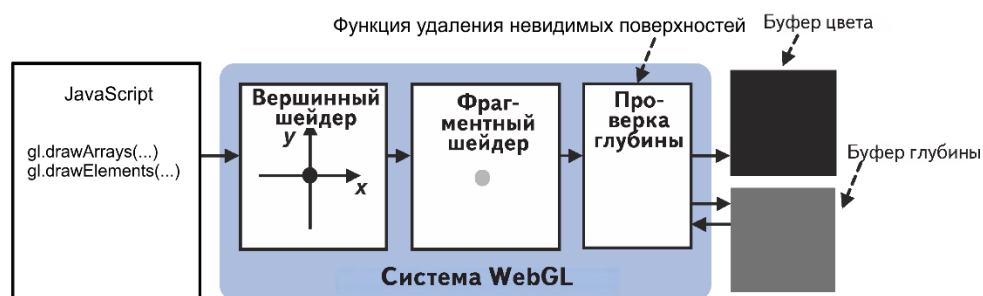 Функция удаления невидимых поверхностей
Буфер цвета
JavaScript
gl.drawArrays(...)
gl.drawElements(...)
Вершинный
шейдер
y
x
Фраг-
ментный
шейдер
Про-
верка
глубины
Буфер глубины
Система WebGL